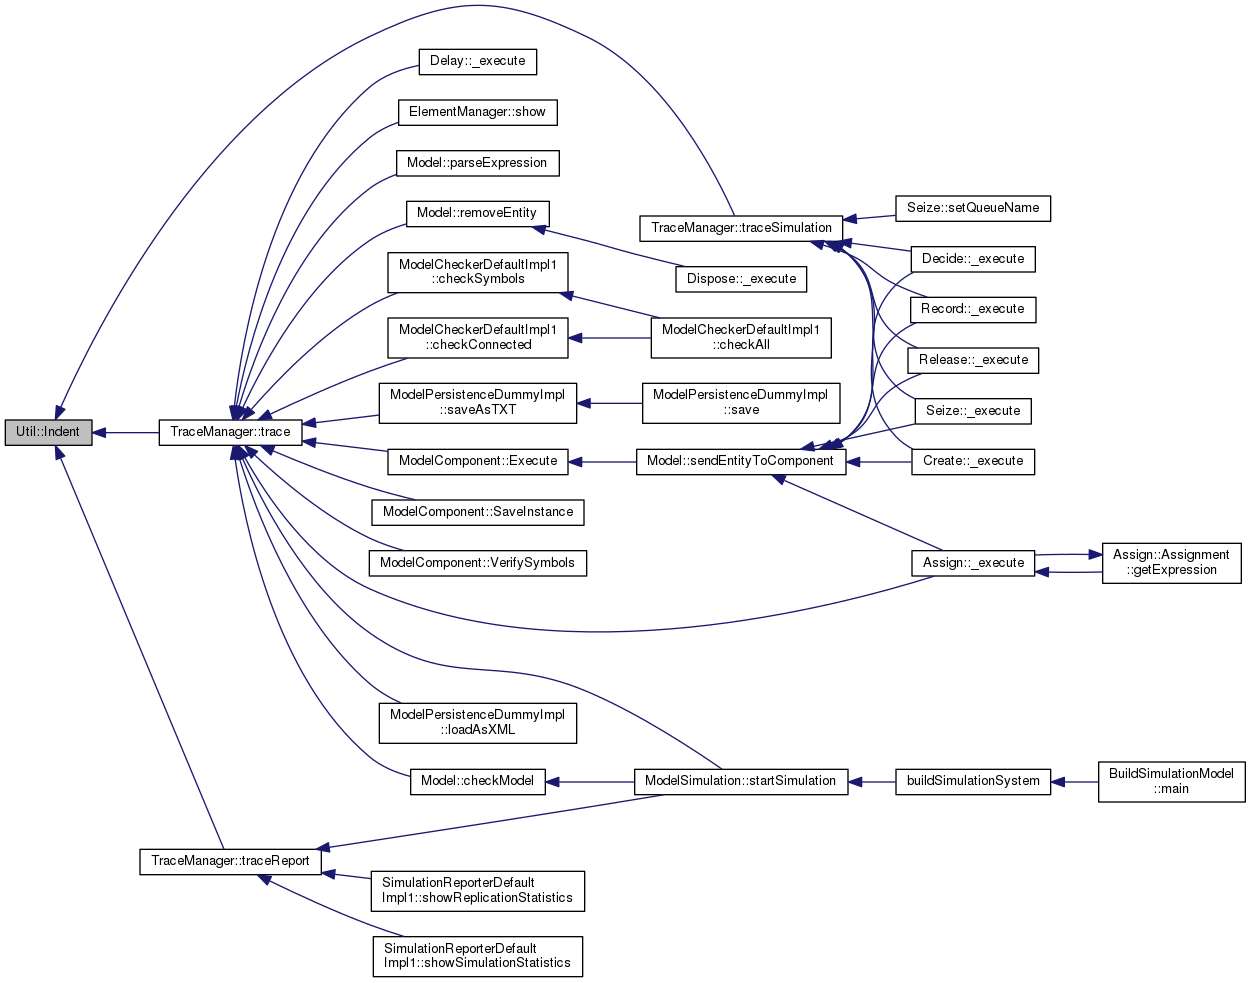 Delay::_execute
ElementManager::show
Model::parseExpression
Model::removeEntity
ModelCheckerDefaultImpl1
::checkSymbols
ModelCheckerDefaultImpl1
::checkConnected
ModelPersistenceDummyImpl
::saveAsTXT
Util::Indent
TraceManager::trace
ModelComponent::Execute
ModelComponent::SaveInstance
ModelComponent::VerifySymbols
ModelPersistenceDummyImpl
::loadAsXML
Model::checkModel
TraceManager::traceReport
SimulationReporterDefault
Impl1::showReplicationStatistics
SimulationReporterDefault
Impl1::showSimulationStatistics
TraceManager::traceSimulation
Dispose::_execute
ModelCheckerDefaultImpl1
::checkAll
ModelPersistenceDummyImpl
::save
Model::sendEntityToComponent
ModelSimulation::startSimulation
Seize::setQueueName
Decide::_execute
Record::_execute
Release::_execute
Seize::_execute
Create::_execute
Assign::_execute
Assign::Assignment
::getExpression
buildSimulationSystem
BuildSimulationModel
::main